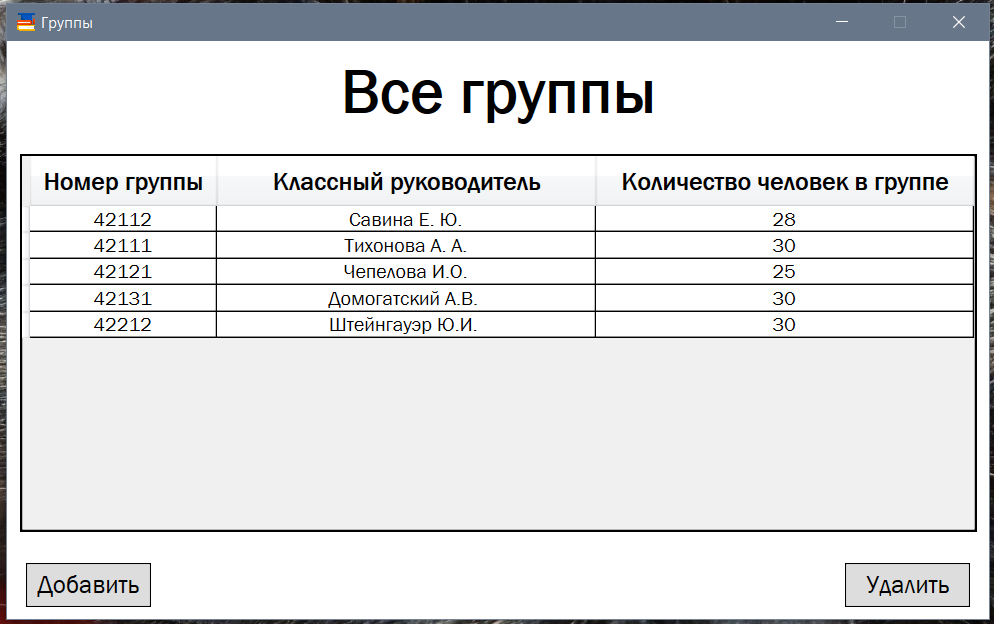 Группы
Все группы
Номер группы Классный руководитель Количество человек в группе
42112 Савина Е. Ю. 28
42111 Тихонова А. А. 30
42121 Чепелова И.О. 25
42131 Домогатский А.В. 30
42212 Штейнгауэр Ю.И. 30
Добавить Удалить